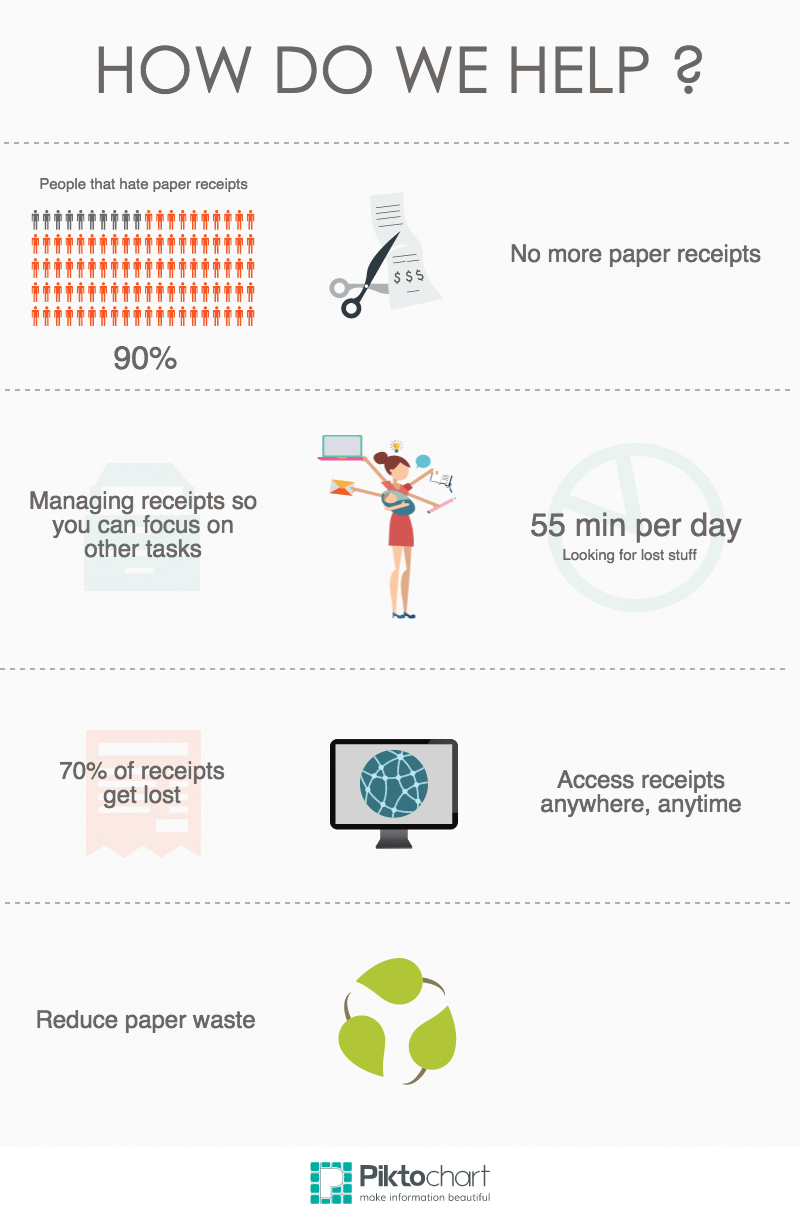 HOW DO WE HELP ?
People that hate paper receipts
90%
$ $ $
No more paper receipts
Managing receipts so
you can focus on
other tasks
55 min per day
Looking for lost stuff
70% of receipts
get lost
Access receipts
anywhere, anytime
Reduce paper waste
Piktochart
make information beautiful